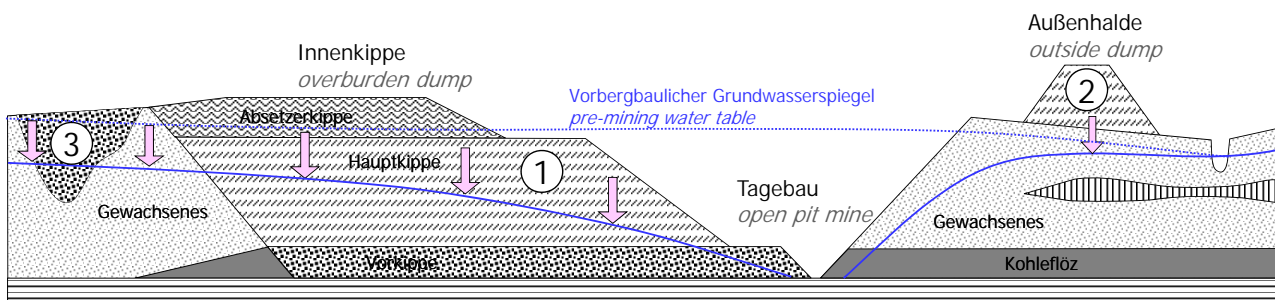 Innenkippe
overburden dump
Außenhalde
outside dump
Vorbergbaulicher Grundwasserspiegel
pre-mining water table
Absetzerkippe
Hauptkippe
1
2
3
Gewachsenes
Tagebau
open pit mine
Gewachsenes
Vorkippe
Kohleflöz